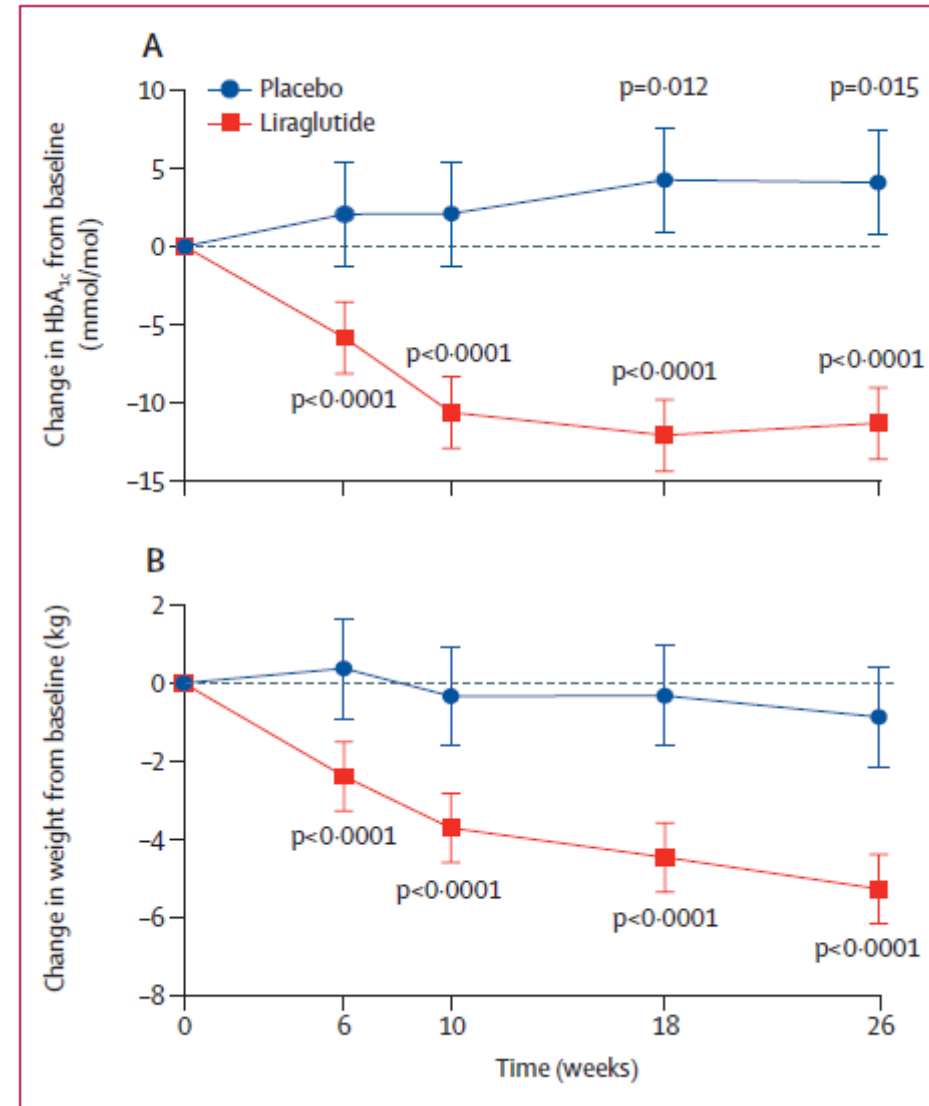 A
Placebo
Liraglutide
10
5
0
−5
−10
−15
Change in HbA1c from baseline
(mmol/mol)
p=0·012
p=0·015
p<0·0001
p<0·0001
p<0·0001
p<0·0001
B
2
0
−2
−4
−6
−8
Change in weight from baseline (kg)
p<0·0001
p<0·0001
p<0·0001
p<0·0001
0
6
10
18
26
Time (weeks)